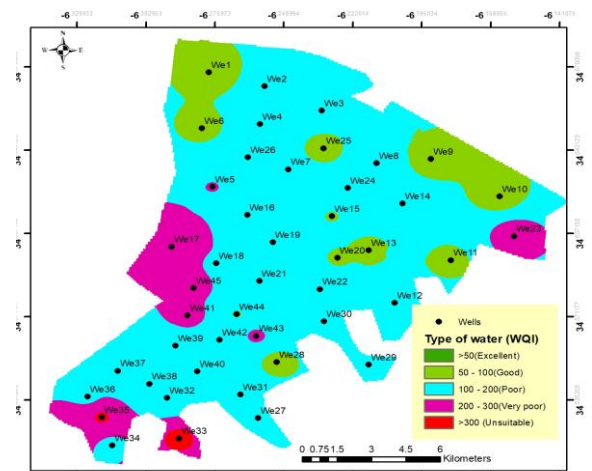 N
W E
S
We1
We2
We3
We6
We4
We25
We26
We7
We8
We9
We5
We24
We10
We14
We16
We15
We23
We17
We19
We13
We20
We11
We18
We21
We45
We22
We12
We41
We44
We30
We43
We42
We39
We28
We29
We37
We40
We38
We36
We32
We31
We35
We27
We33
We34
Wells
Type of water (WQI)
>50(Excellent)
50 - 100(Good)
100 - 200(Poor)
200 - 300(Very poor)
>300 (Unsuitable)
0 0.75 1.5 3 4.5 6
Kilometers